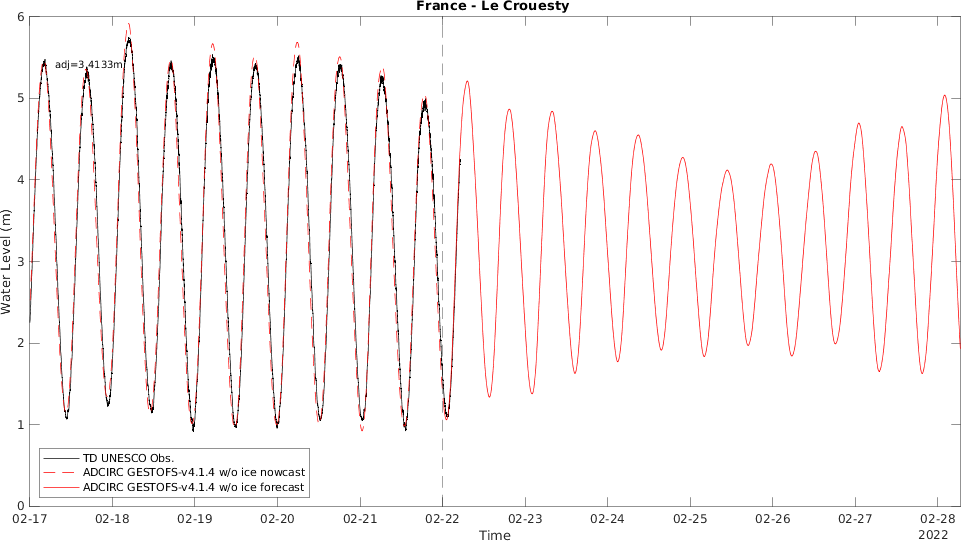 France - Le Crouesty
6
5
4
3
2
1
0
Water Level (m)
adj=3.4133m
TD UNESCO Obs.
ADCIRC GESTOFS-v4.1.4 w/o ice nowcast
ADCIRC GESTOFS-v4.1.4 w/o ice forecast
02-17 02-18 02-19 02-20 02-21 02-22 02-23 02-24 02-25 02-26 02-27 02-28
2022
Time